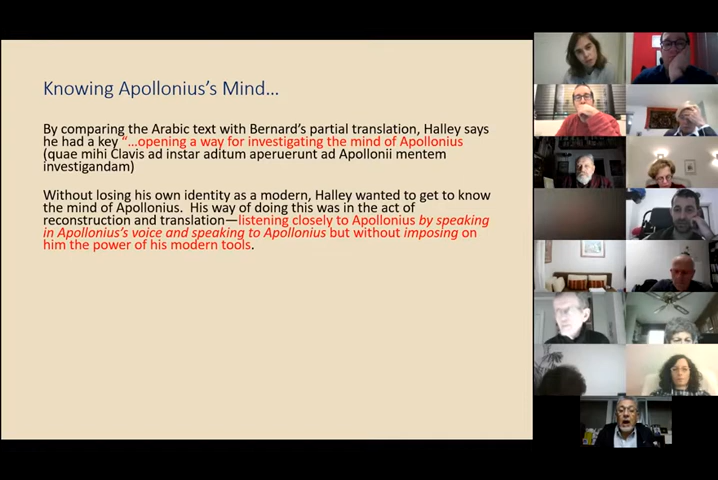 Knowing Apollonius's Mind…
By comparing the Arabic text with Bernard's partial translation, Halley says
he had a key "…opening a way for investigating the mind of Apollonius
(quae mihi Clavis ad instar aditum aperuerunt ad Apollonii mentem
investigandam)
Without losing his own identity as a modern, Halley wanted to get to know
the mind of Apollonius. His way of doing this was in the act of
reconstruction and translation—listening closely to Apollonius by speaking
in Apollonius's voice and speaking to Apollonius but without imposing on
him the power of his modern tools.